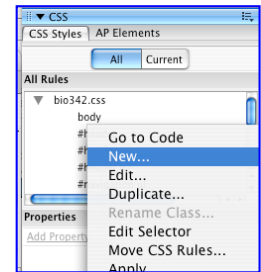 CSS
CSS Styles AP Elements
All Current
All Rules
bio342.css
body
#h
#h
#h
#r
Properties
Add Property
Go to Code
New...
Edit...
Duplicate...
Rename Class...
Edit Selector
Move CSS Rules...
Apply